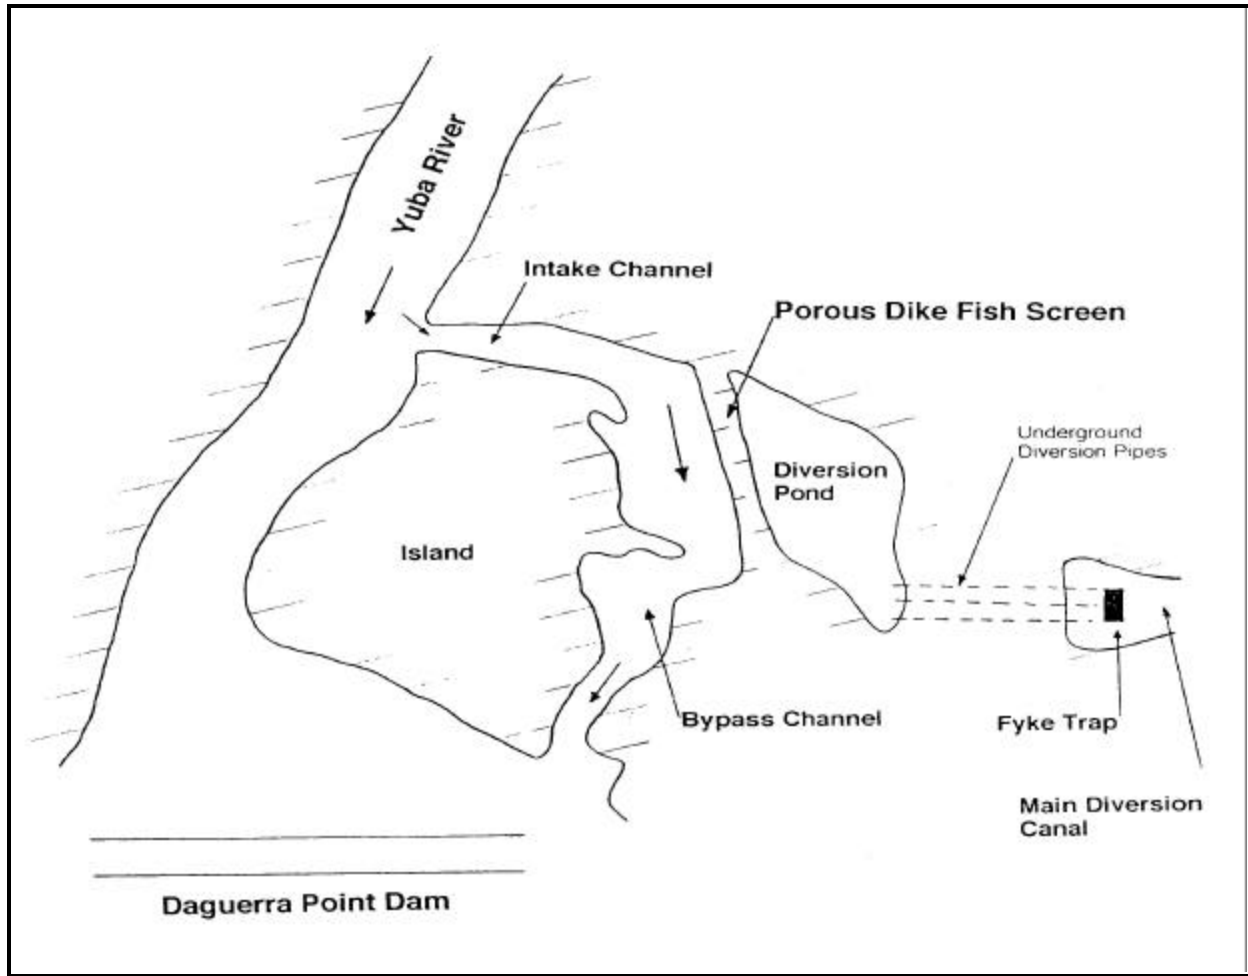 Yuba River
Intake Channel
Porous Dike Fish Screen
Underground
Diversion Pipes
Diversion
Pond
Island
Bypass Channel
Fyke Trap
Main Diversion
Canal
Daguerra Point Dam